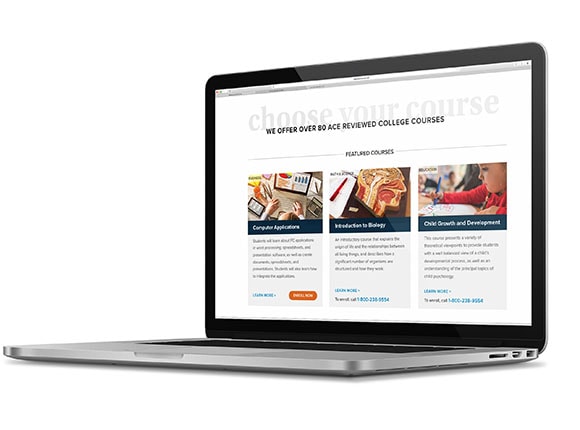 choose your course
WE OFFER OVER 80 ACE REVIEWED COLLEGE COURSES
FEATURED COURSES
BUSINESS
Computer Applications
Students will learn about PC applications
in word processing, spreadsheets, and
presentation software, as well as create
documents, spreadsheets, and
presentations. Students will also learn how
to integrate the applications.
LEARN MORE >
ENROLL NOW
MATH & SCIENCE
Introduction to Biology
An introductory course that explores the
origin of life and the relationships between
all living things, and describes how a
significant number of organisms are
structured and how they work.
LEARN MORE >
To enroll, call 1-800-238-9554
EDUCATION
Child Growth and Development
This course presents a variety of
theoretical viewpoints to provide students
with a well balanced view of a child's
developmental process, as well as an
understanding of the principal topics of
child psychology.
LEARN MORE >
To enroll, call 1-800-238-9554